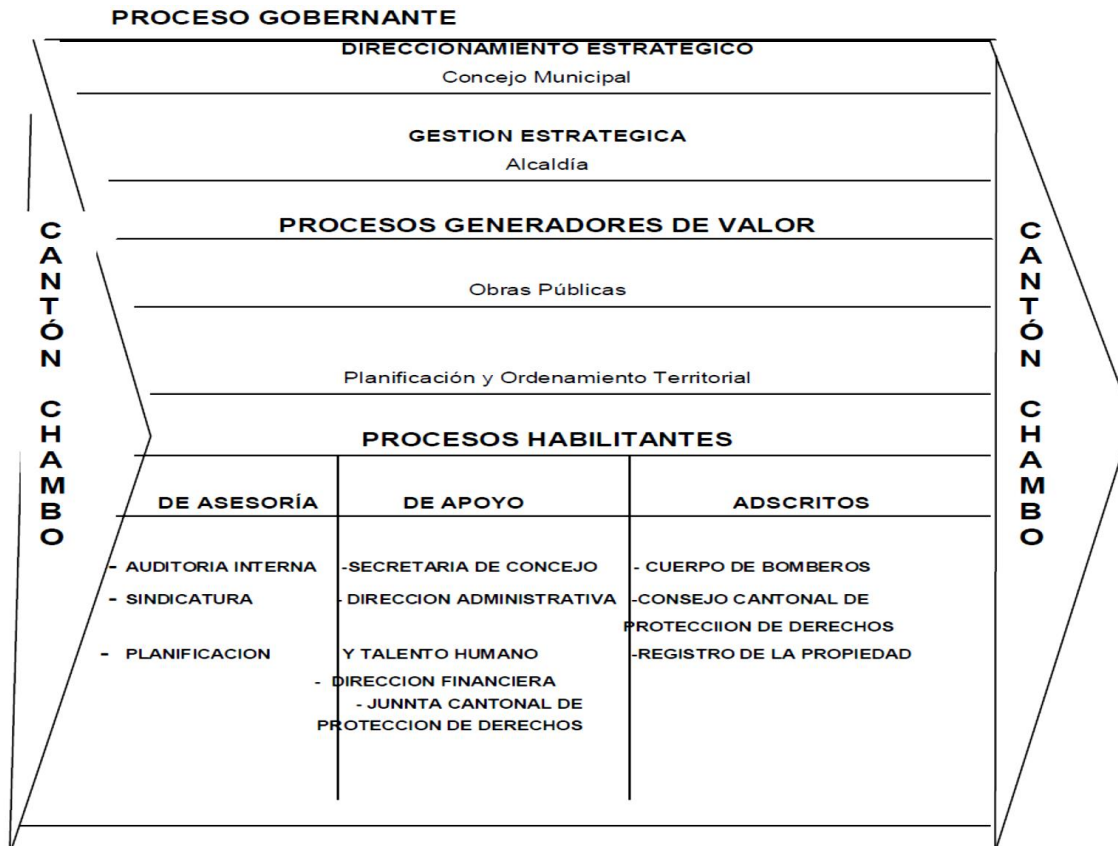 PROCESO GOBERNANTE
DIRECCIONAMIENTO ESTRATEGICO
Concejo Municipal
GESTION ESTRATEGICA
Alcaldía
PROCESOS GENERADORES DE VALOR
Obras Públicas
Planificación y Ordenamiento Territorial
PROCESOS HABILITANTES
CANTÓN CHAMBO
DE ASESORÍA
- AUDITORIA INTERNA
- SINDICATURA
- PLANIFICACION
DE APOYO
-SECRETARIA DE CONCEJO
- DIRECCION ADMINISTRATIVA
Y TALENTO HUMANO
- DIRECCION FINANCIERA
- JUNNTA CANTONAL DE
PROTECCION DE DERECHOS
ADSCRITOS
- CUERPO DE BOMBEROS
-CONSEJO CANTONAL DE
PROTECCIION DE DERECHOS
-REGISTRO DE LA PROPIEDAD
CANTÓN CHAMBO